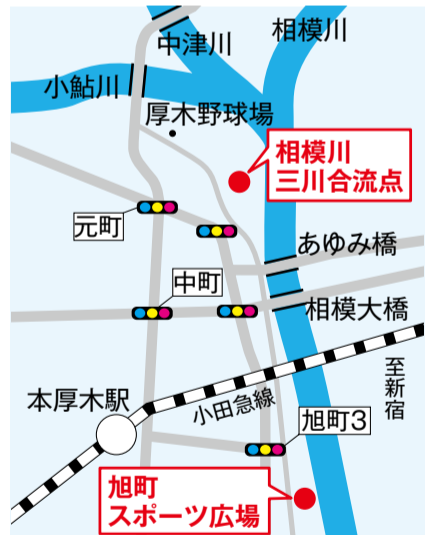 中津川
相模川
小鮎川
厚木野球場
相模川
三川合流点
元町
あゆみ橋
中町
相模大橋
至新宿
本厚木駅
小田急線
旭町3
旭町
スポーツ広場